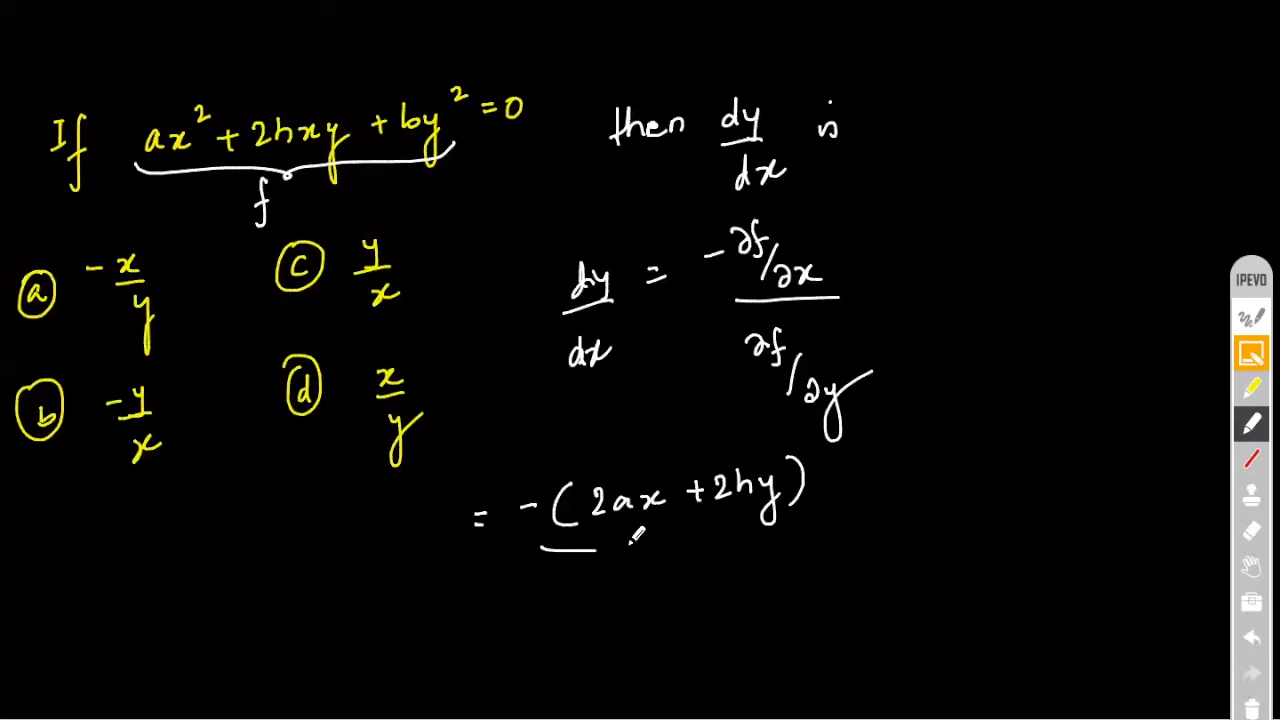 If ax² + 2hxy + by² = 0 then dy/dx is
f
ⓐ -x/y ⓒ y/x
ⓑ -y/x ⓓ x/y
dy/dx = -∂f/∂x / ∂f/∂y
= -(2ax + 2hy)
IPEVO